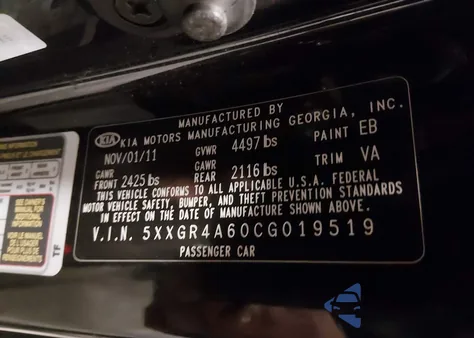 MANUFACTURED BY
KIA KIA MOTORS MANUFACTURING GEORGIA, INC.
NOV/01/11 GVWR 4497 lbs PAINT EB
GAWR FRONT 2425 lbs GAWR REAR 2116 lbs TRIM VA
THIS VEHICLE CONFORMS TO ALL APPLICABLE U.S.A. FEDERAL
MOTOR VEHICLE SAFETY, BUMPER, AND THEFT PREVENTION STANDARDS
IN EFFECT ON THE DATE OF MANUFACTURE SHOWN ABOVE.
V.I.N. 5XXGR4A60CG019519
PASSENGER CAR
TF